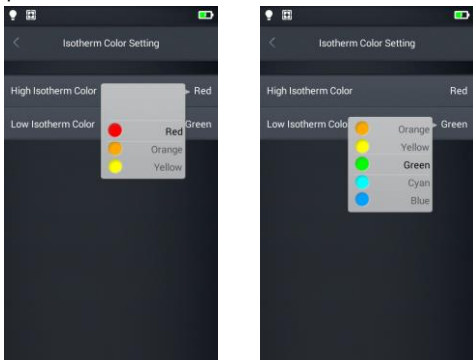 Isotherm Color Setting
High Isotherm Color Red
Low Isotherm Color Green
Red
Orange
Yellow
Isotherm Color Setting
High Isotherm Color Red
Low Isotherm Colo Green
Orange
Yellow
Green
Cyan
Blue